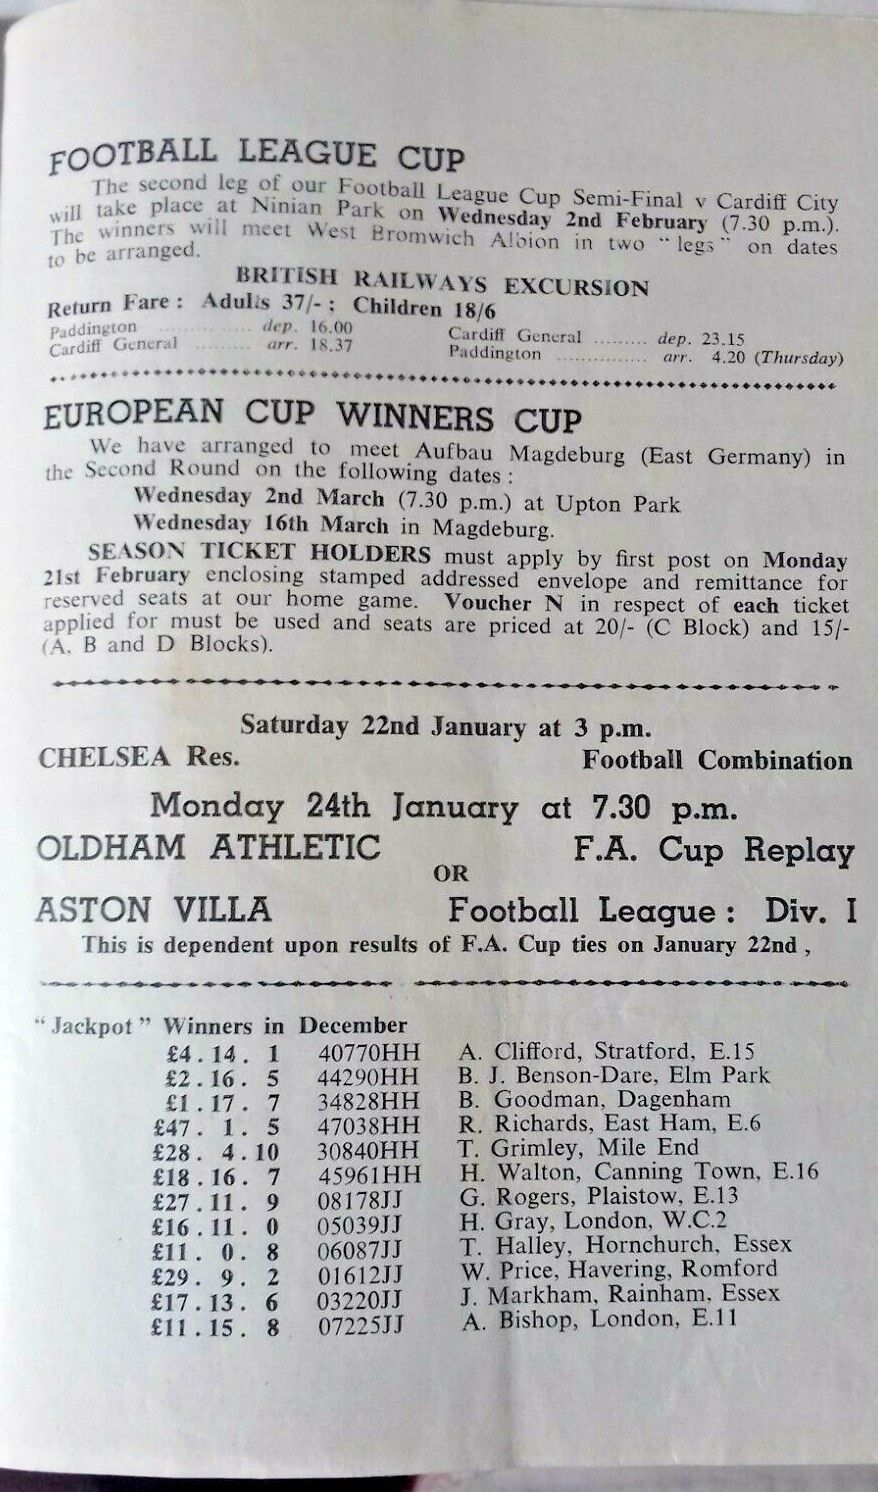 FOOTBALL LEAGUE CUP
The second leg of our Football League Cup Semi-Final v Cardiff City
will take place at Ninian Park on Wednesday 2nd February (7.30 p.m.).
The winners will meet West Bromwich Albion in two "legs" on dates
to be arranged.
BRITISH RAILWAYS EXCURSION
Return Fare: Adults 37/-; Children 18/6
Paddington .............. dep. 16.00 Cardiff General ......... dep. 23.15
Cardiff General ......... arr. 18.37 Paddington .............. arr. 4.20 (Thursday)
EUROPEAN CUP WINNERS CUP
We have arranged to meet Aufbau Magdeburg (East Germany) in
the Second Round on the following dates:
Wednesday 2nd March (7.30 p.m.) at Upton Park
Wednesday 16th March in Magdeburg.
SEASON TICKET HOLDERS must apply by first post on Monday
21st February enclosing stamped addressed envelope and remittance for
reserved seats at our home game. Voucher N in respect of each ticket
applied for must be used and seats are priced at 20/- (C Block) and 15/-
(A, B and D Blocks).
Saturday 22nd January at 3 p.m.
CHELSEA Res. Football Combination
Monday 24th January at 7.30 p.m.
OLDHAM ATHLETIC F.A. Cup Replay
OR
ASTON VILLA Football League: Div. I
This is dependent upon results of F.A. Cup ties on January 22nd,
"Jackpot" Winners in December
£4.14. 1 40770HH A. Clifford, Stratford, E.15
£2.16. 5 44290HH B. J. Benson-Dare, Elm Park
£1.17. 7 34828HH B. Goodman, Dagenham
£47. 1. 5 47038HH R. Richards, East Ham, E.6
£28. 4.10 30840HH T. Grimley, Mile End
£18.16. 7 45961HH H. Walton, Canning Town, E.16
£27.11. 9 08178JJ G. Rogers, Plaistow, E.13
£16.11. 0 05039JJ H. Gray, London, W.C.2
£11. 0. 8 06087JJ T. Halley, Hornchurch, Essex
£29. 9. 2 01612JJ W. Price, Havering, Romford
£17.13. 6 03220JJ J. Markham, Rainham, Essex
£11.15. 8 07225JJ A. Bishop, London, E.11